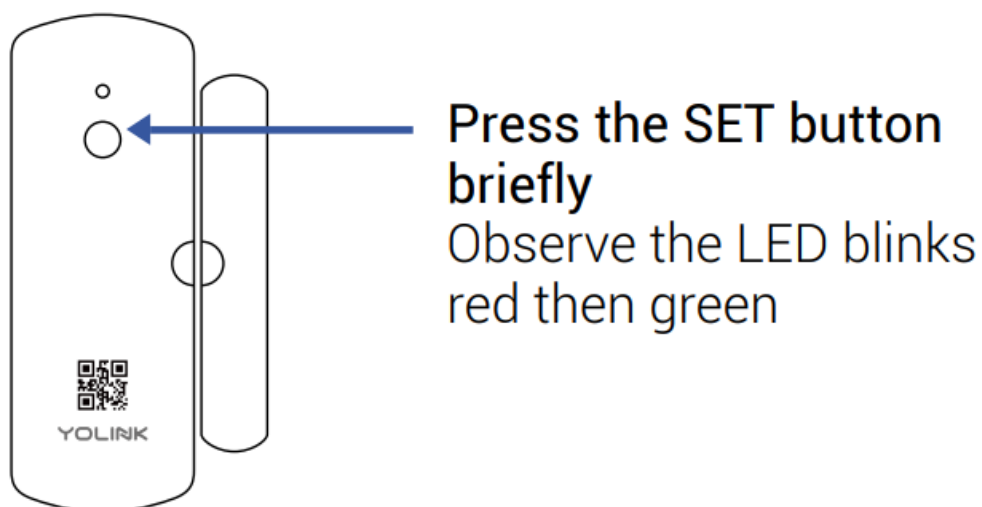 Press the SET button
briefly
Observe the LED blinks
red then green
YOLINK